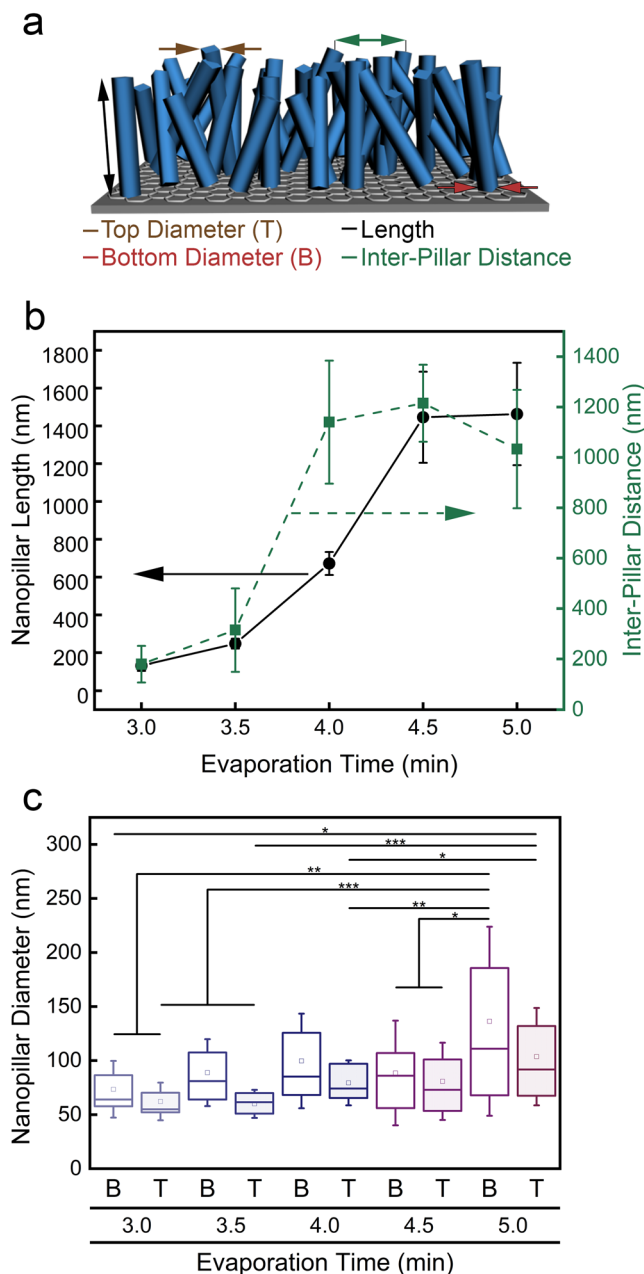 a
Top Diameter (T)
Length
Bottom Diameter (B)
Inter-Pillar Distance
b
Nanopillar Length (nm)
1800
1600
1400
1200
1000
800
600
400
200
0
1400
1200
1000
800
600
400
200
0
Inter-Pillar Distance (nm)
3.0 3.5 4.0 4.5 5.0
Evaporation Time (min)
c
Nanopillar Diameter (nm)
300
250
200
150
100
50
0
*
***
*
**
***
**
*
B T B T B T B T B T
3.0 3.5 4.0 4.5 5.0
Evaporation Time (min)